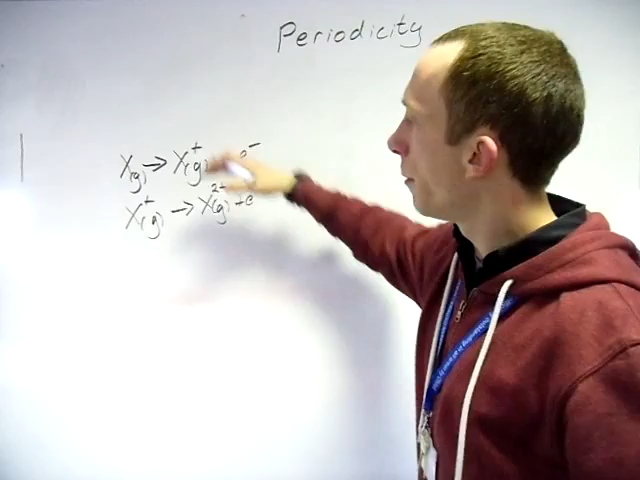 Periodicity
X(g) → X⁺(g) e⁻
X⁺(g) → X²⁺(g) + e